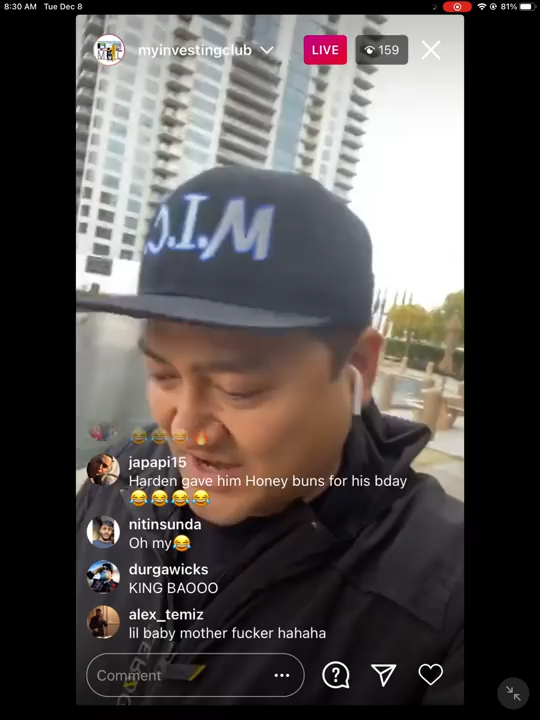 8:30 AM Tue Dec 8
81%
myinvestingclub
LIVE
159
M.I.C.
japapi15
Harden gave him Honey buns for his bday
😂😂😂😂
nitinsunda
Oh my😂
durgawicks
KING BAOOO
alex_temiz
lil baby mother fucker hahaha
Comment